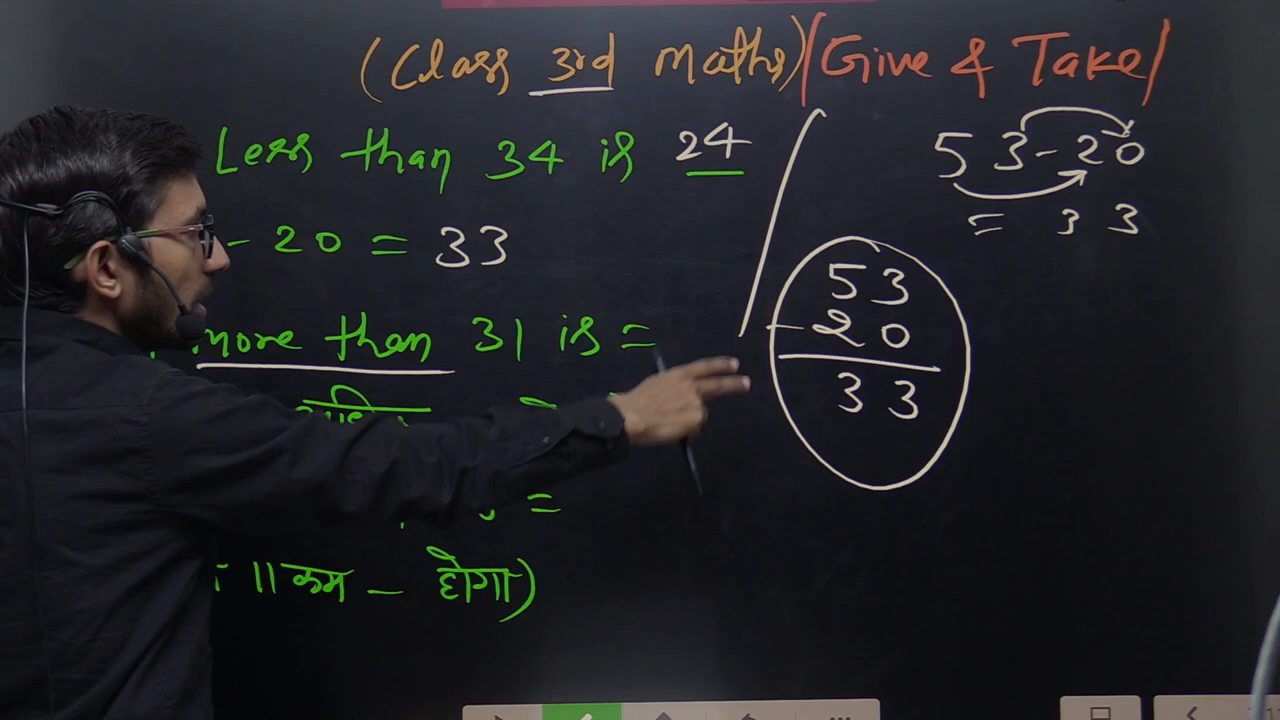 (Class 3rd maths)/Give & Take/
Less than 34 is 24
- 20 = 33
more than 31 is =
=
11 कम - होगा)
53-20
= 33
53
- 20
33